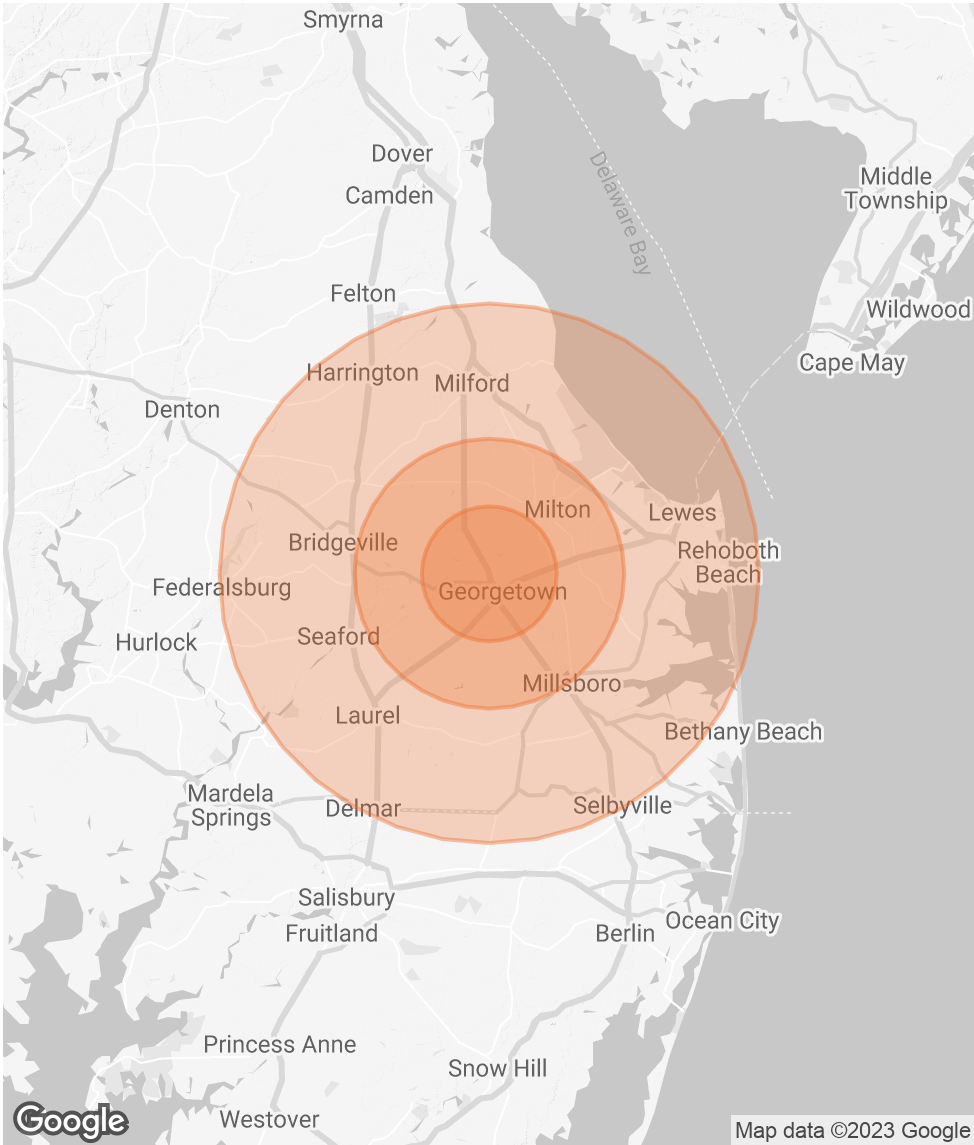 Smyrna
Dover
Camden
Delaware Bay
Middle
Township
Felton
Wildwood
Cape May
Harrington
Milford
Denton
Milton
Lewes
Bridgeville
Rehoboth
Beach
Federalsburg
Georgetown
Hurlock
Seaford
Millsboro
Laurel
Bethany Beach
Mardela
Springs
Delmar
Selbyville
Salisbury
Fruitland
Ocean City
Berlin
Princess Anne
Snow Hill
Westover
Google
Map data ©2023 Google